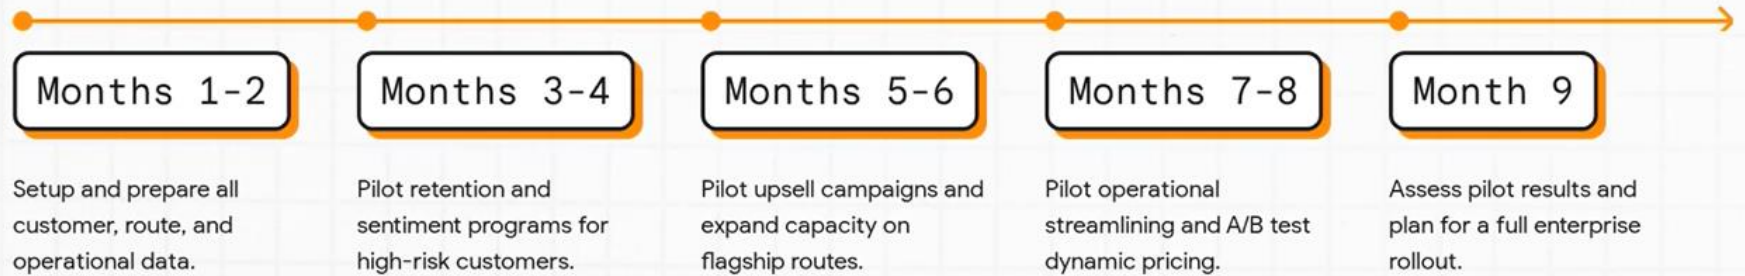 Months 1-2
Setup and prepare all
customer, route, and
operational data.
Months 3-4
Pilot retention and
sentiment programs for
high-risk customers.
Months 5-6
Pilot upsell campaigns and
expand capacity on
flagship routes.
Months 7-8
Pilot operational
streamlining and A/B test
dynamic pricing.
Month 9
Assess pilot results and
plan for a full enterprise
rollout.